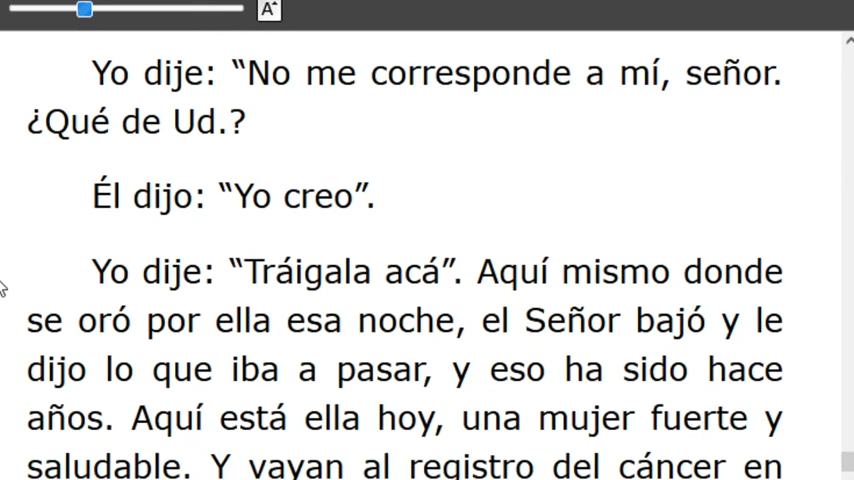 A
Yo dije: “No me corresponde a mí, señor.
¿Qué de Ud.?
Él dijo: “Yo creo”.
Yo dije: “Tráigala acá”. Aquí mismo donde
se oró por ella esa noche, el Señor bajó y le
dijo lo que iba a pasar, y eso ha sido hace
años. Aquí está ella hoy, una mujer fuerte y
saludable. Y vayan al registro del cáncer en